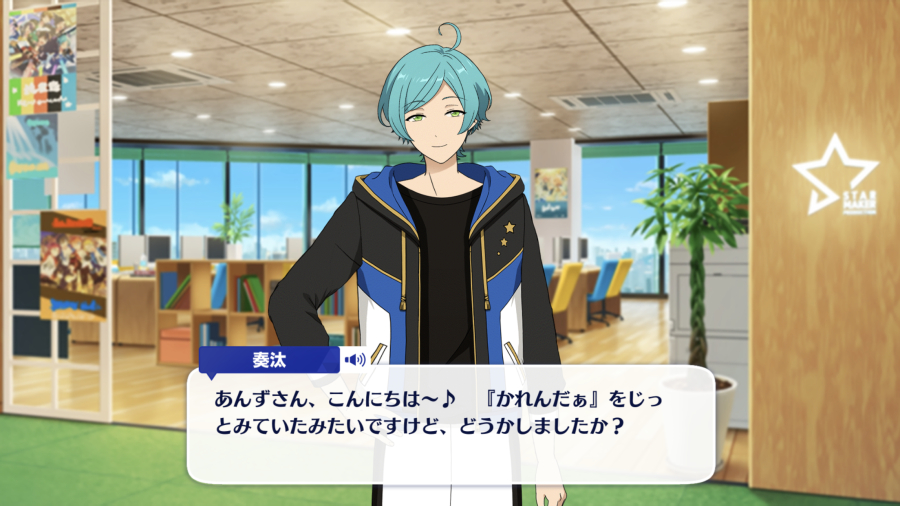 STAR
MAKER
PRODUCTION
奏汰
あんずさん、こんにちは～♪　『かれんだぁ』をじっ
とみていたみたいですけど、どうかしましたか？